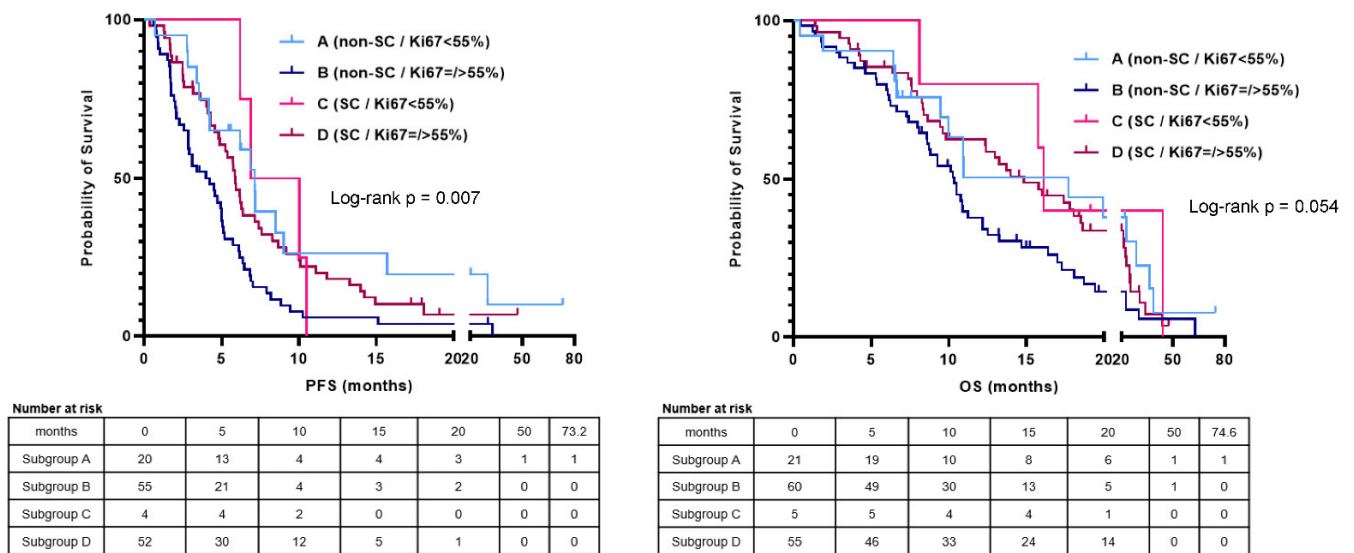 100
50
0
Probability of Survival
A (non-SC / Ki67<55%)
B (non-SC / Ki67=/>55%)
C (SC / Ki67<55%)
D (SC / Ki67=/>55%)
Log-rank p = 0.007
0 5 10 15 20 20 50 80
PFS (months)
Number at risk
months 0 5 10 15 20 50 73.2
Subgroup A 20 13 4 4 3 1 1
Subgroup B 55 21 4 3 2 0 0
Subgroup C 4 4 2 0 0 0 0
Subgroup D 52 30 12 5 1 0 0
100
50
0
Probability of Survival
A (non-SC / Ki67<55%)
B (non-SC / Ki67=/>55%)
C (SC / Ki67<55%)
D (SC / Ki67=/>55%)
Log-rank p = 0.054
0 5 10 15 20 20 50 80
OS (months)
Number at risk
months 0 5 10 15 20 50 74.6
Subgroup A 21 19 10 8 6 1 1
Subgroup B 60 49 30 13 5 1 0
Subgroup C 5 5 4 4 1 0 0
Subgroup D 55 46 33 24 14 0 0